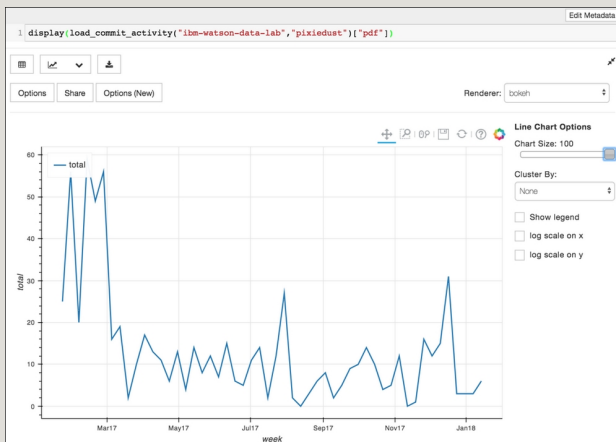 Edit Metadata
1 display(load_commit_activity("ibm-watson-data-lab","pixiedust")["pdf"])
Options Share Options (New) Renderer: bokeh
Line Chart Options
Chart Size: 100
Cluster By:
None
Show legend
log scale on x
log scale on y
total
60
50
40
30
20
10
0
total
Mar17 May17 Jul17 Sep17 Nov17 Jan18
week